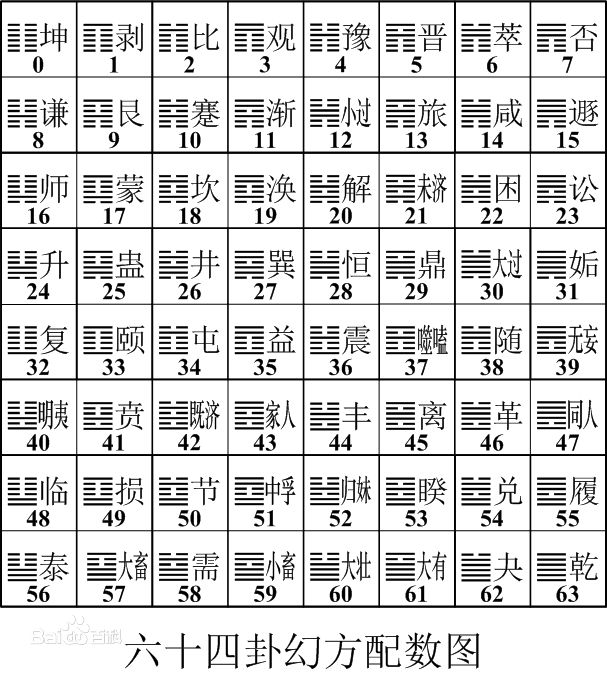 坤 剥 比 观 豫 晋 萃 否
0 1 2 3 4 5 6 7
谦 艮 蹇 渐 小过 旅 咸 遯
8 9 10 11 12 13 14 15
师 蒙 坎 涣 解 未济 困 讼
16 17 18 19 20 21 22 23
升 蛊 井 巽 恒 鼎 大过 姤
24 25 26 27 28 29 30 31
复 颐 屯 益 震 噬嗑 随 无妄
32 33 34 35 36 37 38 39
明夷 贲 既济 家人 丰 离 革 同人
40 41 42 43 44 45 46 47
临 损 节 中孚 归妹 睽 兑 履
48 49 50 51 52 53 54 55
泰 大畜 需 小畜 大壮 大有 夬 乾
56 57 58 59 60 61 62 63
Bai 百科
六十四卦幻方配数图